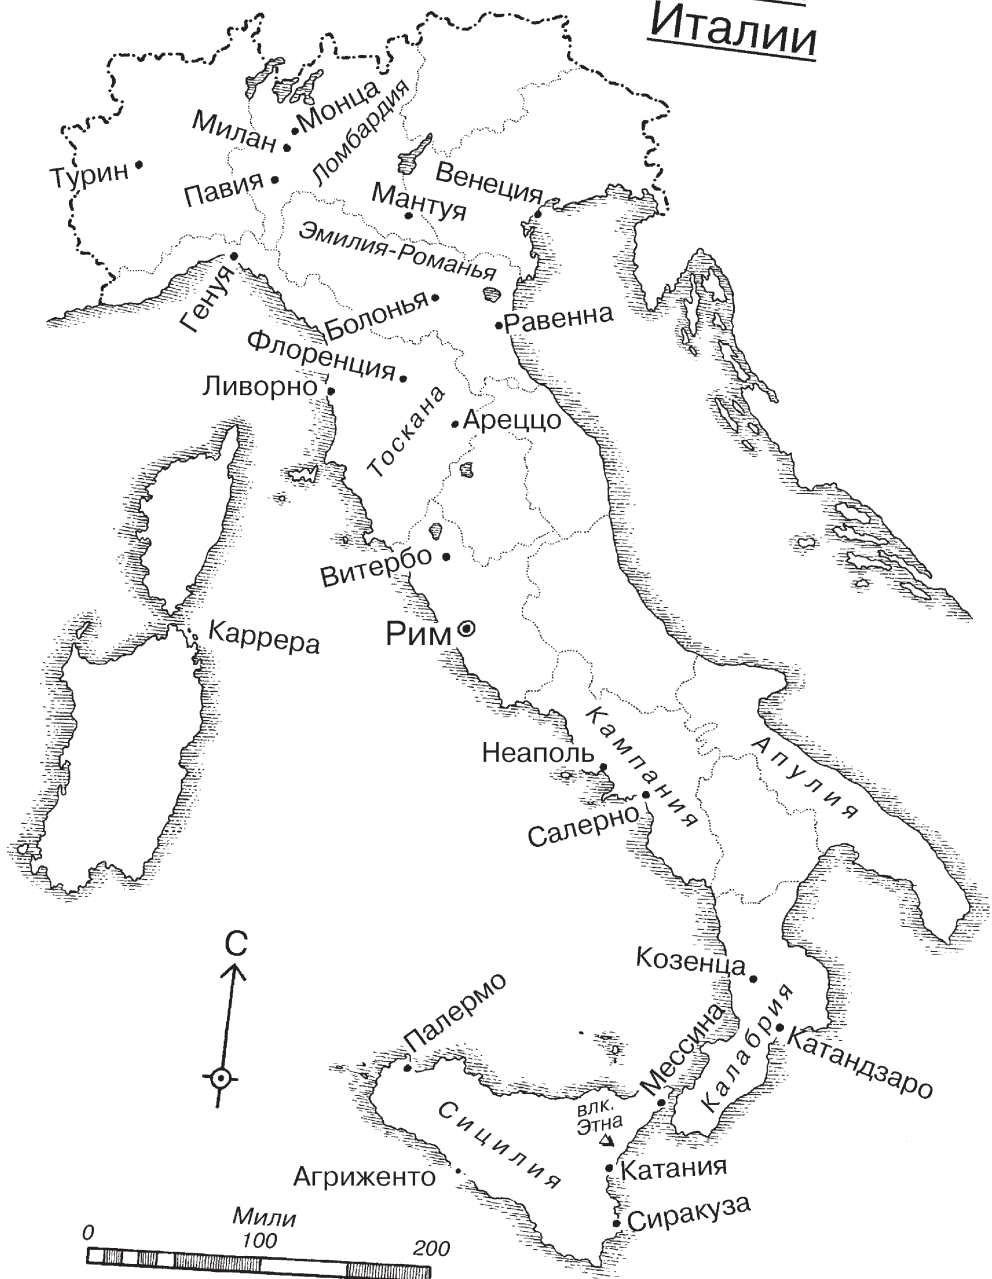 Италии
Монца
Милан
Ломбардия
Турин
Павия
Венеция
Мантуя
Эмилия-Романья
Генуя
Болонья
Равенна
Флоренция
Ливорно
Тоскана
Ареццо
Витербо
Рим
Каррера
Кампания
Неаполь
Апулия
Салерно
С
Козенца
Палермо
Мессина
Калабрия
Катандзаро
влк.
Этна
Сицилия
Агриженто
Катания
Сиракуза
Мили
0 100 200